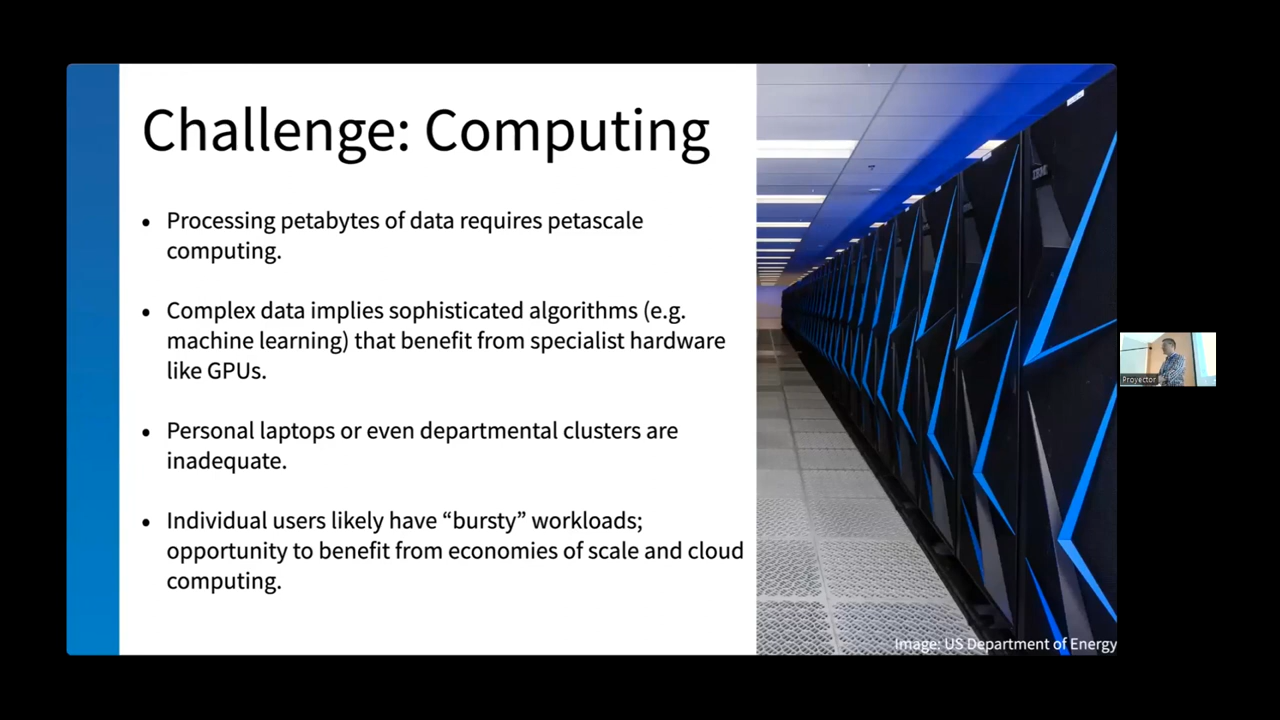 Challenge: Computing
• Processing petabytes of data requires petascale
computing.
• Complex data implies sophisticated algorithms (e.g.
machine learning) that benefit from specialist hardware
like GPUs.
• Personal laptops or even departmental clusters are
inadequate.
• Individual users likely have “bursty” workloads;
opportunity to benefit from economies of scale and cloud
computing.
IBM
Image: US Department of Energy
Proyector